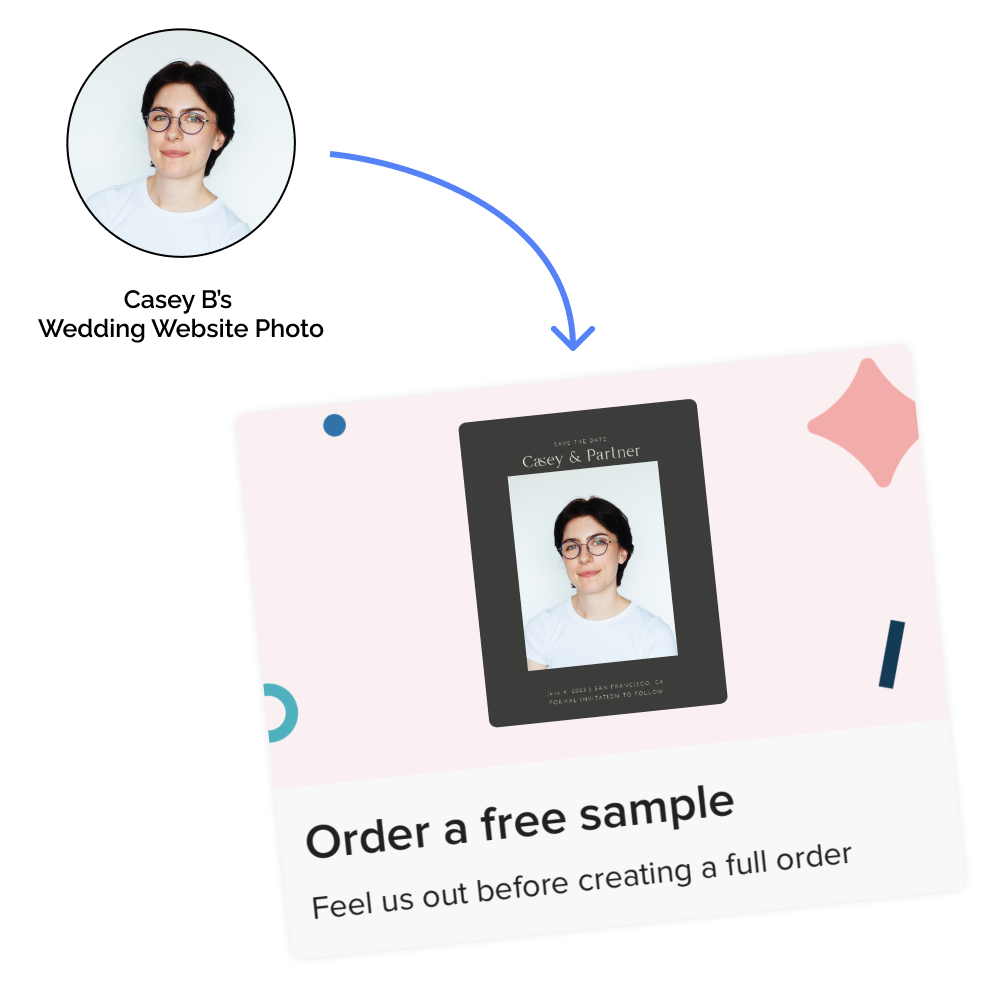 Casey B’s
Wedding Website Photo
SAVE THE DATE
Casey & Partner
2023 | SAN FRANCISCO, CA
FORMAL INVITATION TO FOLLOW
Order a free sample
Feel us out before creating a full order